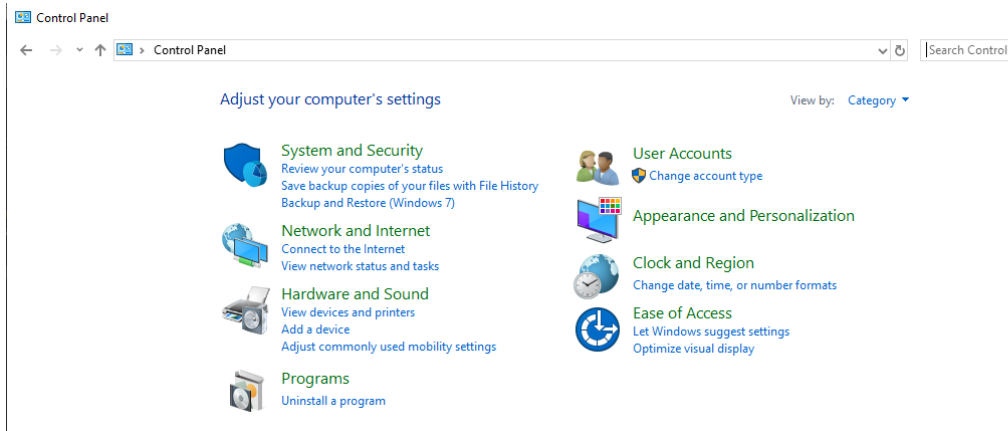 Control Panel
Control Panel
Search Control
Adjust your computer's settings
View by: Category
System and Security
Review your computer's status
Save backup copies of your files with File History
Backup and Restore (Windows 7)
Network and Internet
Connect to the Internet
View network status and tasks
Hardware and Sound
View devices and printers
Add a device
Adjust commonly used mobility settings
Programs
Uninstall a program
User Accounts
Change account type
Appearance and Personalization
Clock and Region
Change date, time, or number formats
Ease of Access
Let Windows suggest settings
Optimize visual display